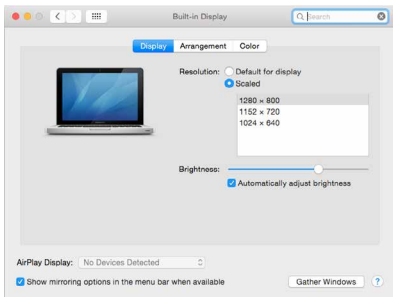 Built-in Display
Search
Display Arrangement Color
Resolution: Default for display
Scaled
1280 × 800
1152 × 720
1024 × 640
Brightness:
Automatically adjust brightness
AirPlay Display: No Devices Detected
Show mirroring options in the menu bar when available
Gather Windows ?